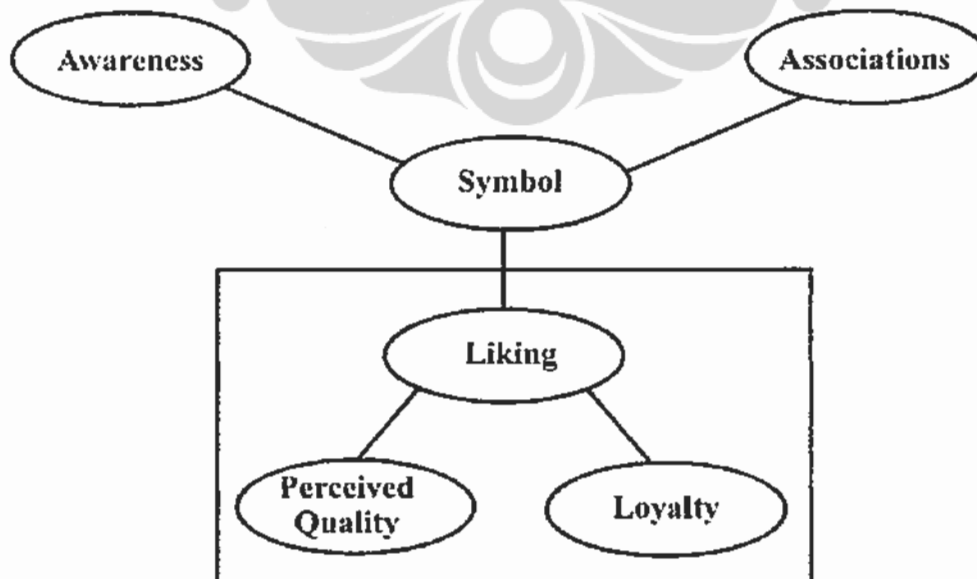 Awareness
Associations
Symbol
Liking
Perceived
Quality
Loyalty